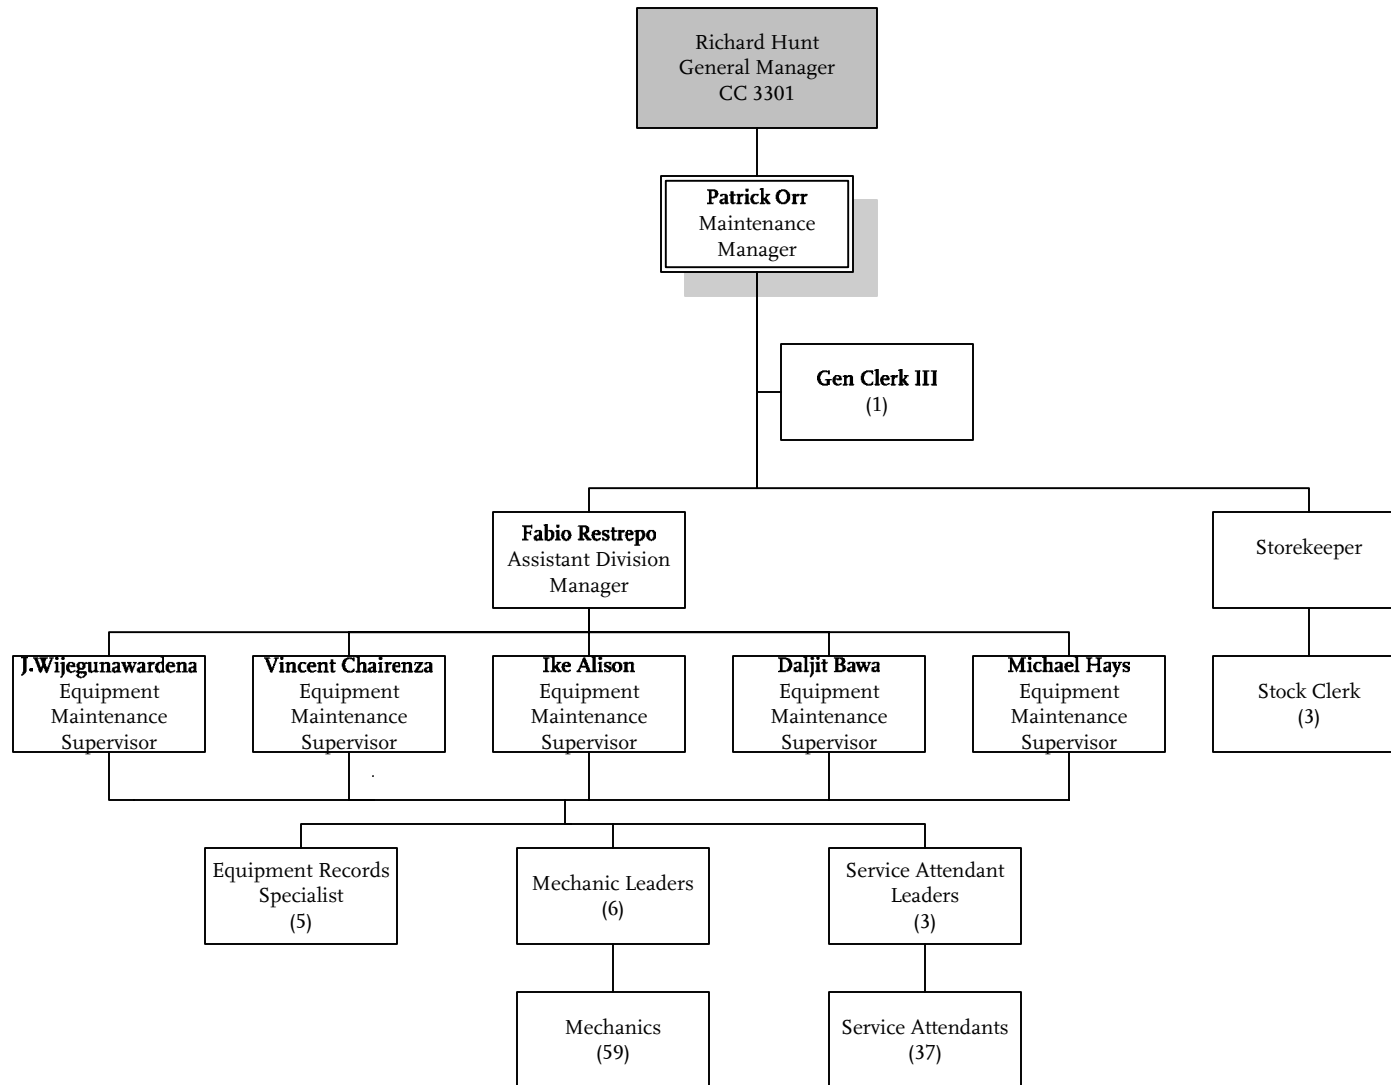 Richard Hunt
General Manager
CC 3301
Patrick Orr
Maintenance
Manager
Gen Clerk III
(1)
Fabio Restrepo
Assistant Division
Manager
Storekeeper
J.Wijegunawardena
Equipment
Maintenance
Supervisor
Vincent Chairenza
Equipment
Maintenance
Supervisor
Ike Alison
Equipment
Maintenance
Supervisor
Daljit Bawa
Equipment
Maintenance
Supervisor
Michael Hays
Equipment
Maintenance
Supervisor
Stock Clerk
(3)
Equipment Records
Specialist
(5)
Mechanic Leaders
(6)
Service Attendant
Leaders
(3)
Mechanics
(59)
Service Attendants
(37)